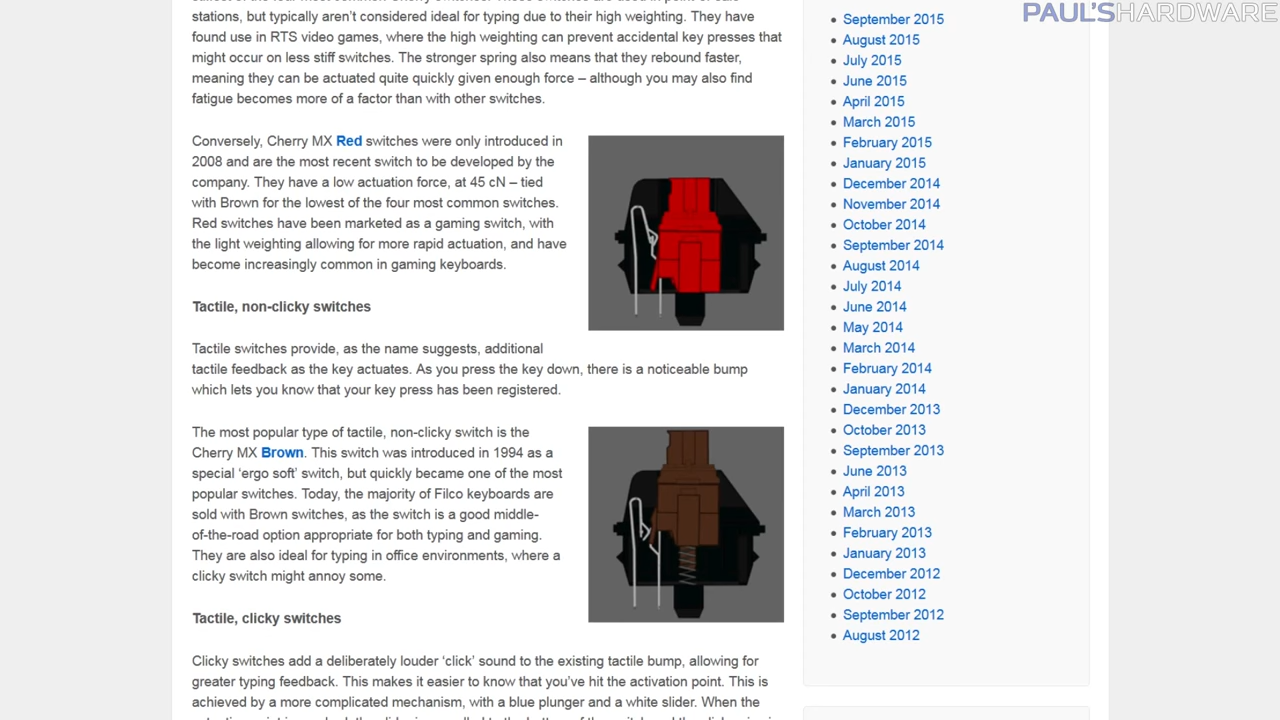 PAUL'SHARDWARE
stations, but typically aren't considered ideal for typing due to their high weighting. They have
found use in RTS video games, where the high weighting can prevent accidental key presses that
might occur on less stiff switches. The stronger spring also means that they rebound faster,
meaning they can be actuated quite quickly given enough force – although you may also find
fatigue becomes more of a factor than with other switches.
Conversely, Cherry MX Red switches were only introduced in
2008 and are the most recent switch to be developed by the
company. They have a low actuation force, at 45 cN – tied
with Brown for the lowest of the four most common switches.
Red switches have been marketed as a gaming switch, with
the light weighting allowing for more rapid actuation, and have
become increasingly common in gaming keyboards.
Tactile, non-clicky switches
Tactile switches provide, as the name suggests, additional
tactile feedback as the key actuates. As you press the key down, there is a noticeable bump
which lets you know that your key press has been registered.
The most popular type of tactile, non-clicky switch is the
Cherry MX Brown. This switch was introduced in 1994 as a
special 'ergo soft' switch, but quickly became one of the most
popular switches. Today, the majority of Filco keyboards are
sold with Brown switches, as the switch is a good middle-
of-the-road option appropriate for both typing and gaming.
They are also ideal for typing in office environments, where a
clicky switch might annoy some.
Tactile, clicky switches
Clicky switches add a deliberately louder 'click' sound to the existing tactile bump, allowing for
greater typing feedback. This makes it easier to know that you've hit the activation point. This is
achieved by a more complicated mechanism, with a blue plunger and a white slider. When the
September 2015
August 2015
July 2015
June 2015
April 2015
March 2015
February 2015
January 2015
December 2014
November 2014
October 2014
September 2014
August 2014
July 2014
June 2014
May 2014
March 2014
February 2014
January 2014
December 2013
October 2013
September 2013
June 2013
April 2013
March 2013
February 2013
January 2013
December 2012
October 2012
September 2012
August 2012